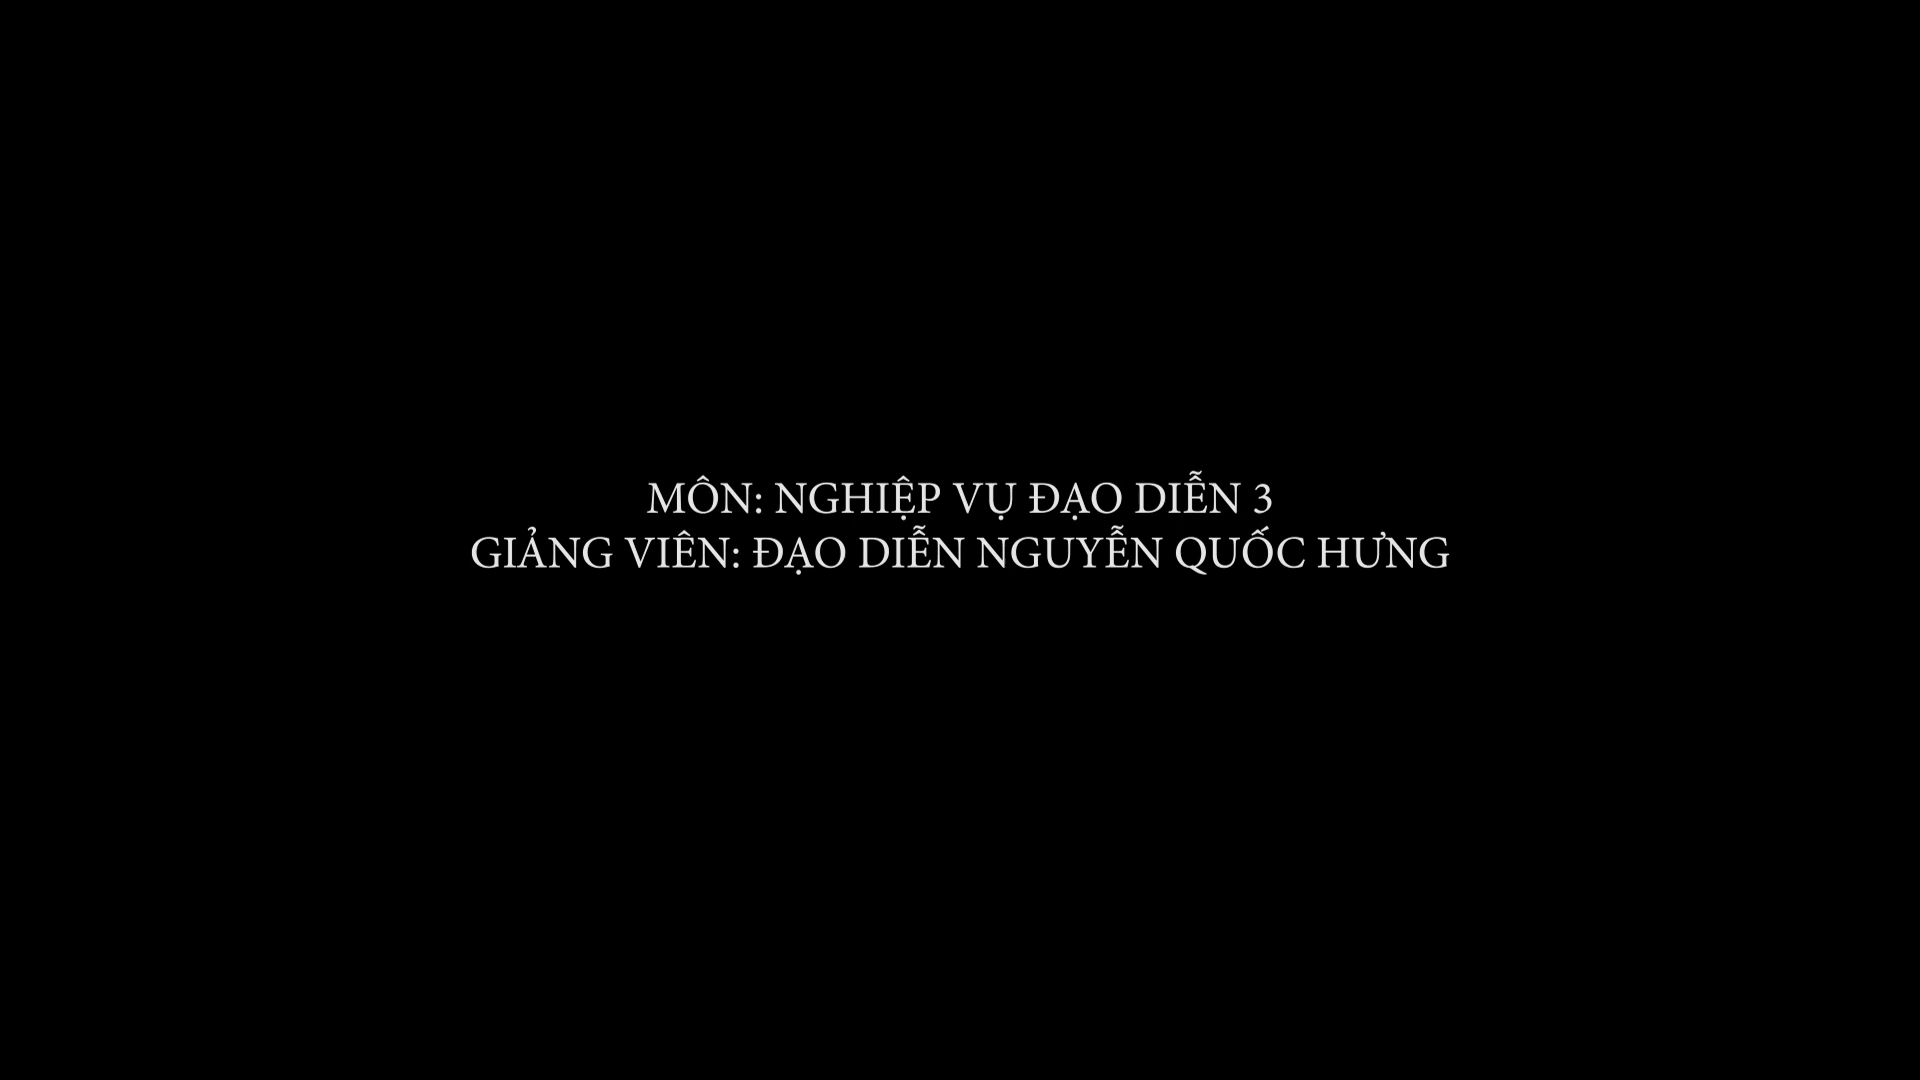 MÔN: NGHIỆP VỤ ĐẠO DIỄN 3
GIẢNG VIÊN: ĐẠO DIỄN NGUYỄN QUỐC HƯNG